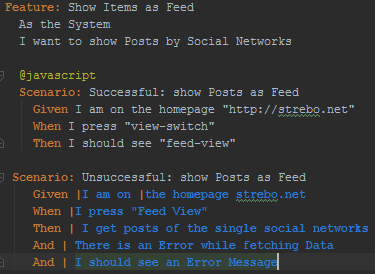 Feature: Show Items as Feed
As the System
I want to show Posts by Social Networks
@javascript
Scenario: Successful: show Posts as Feed
Given I am on the homepage "http://strebo.net"
When I press "view-switch"
Then I should see "feed-view"
Scenario: Unsuccessful: show Posts as Feed
Given |I am on |the homepage strebo.net
When |I press "Feed View"
Then | I get posts of the single social networks
And | There is an Error while fetching Data
And | I should see an Error Message